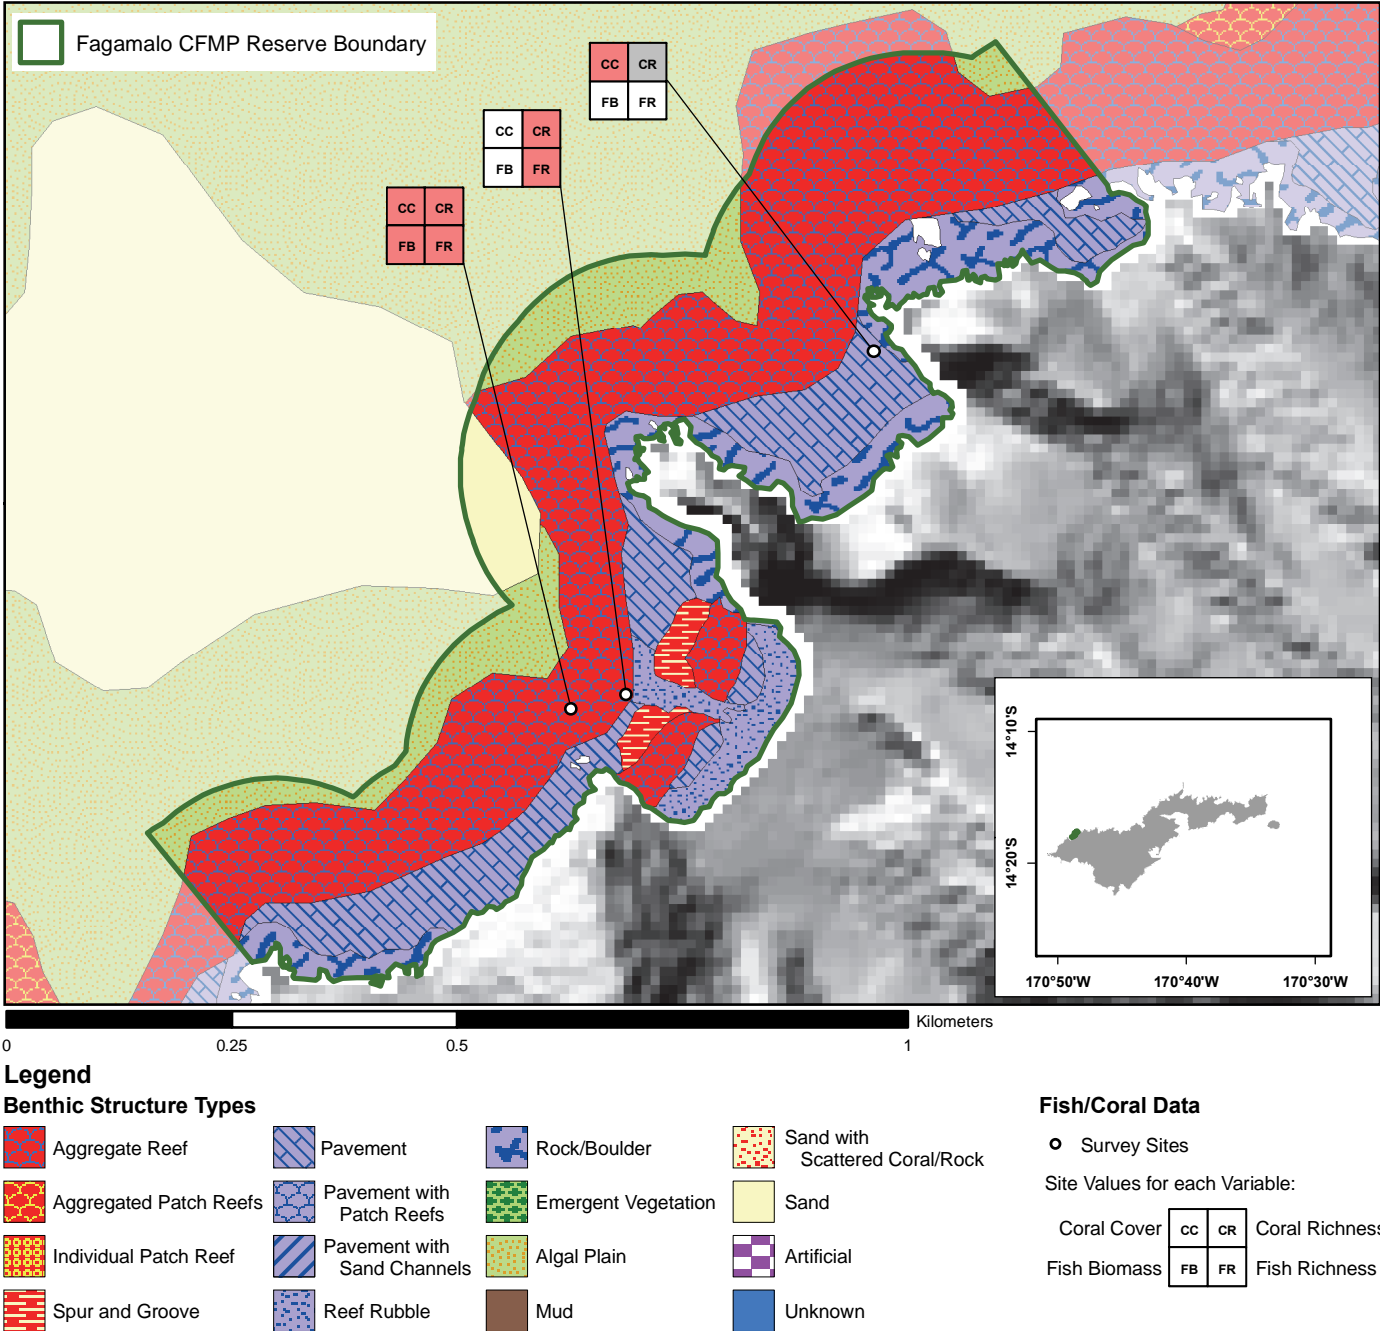 Fagamalo CFMP Reserve Boundary
CC CR
FB FR
CC CR
FB FR
CC CR
FB FR
14°10'S
14°20'S
170°50'W 170°40'W 170°30'W
Kilometers
0 0.25 0.5 1
Legend
Benthic Structure Types
Aggregate Reef
Aggregated Patch Reefs
Individual Patch Reef
Spur and Groove
Pavement
Pavement with
Patch Reefs
Pavement with
Sand Channels
Reef Rubble
Rock/Boulder
Emergent Vegetation
Algal Plain
Mud
Sand with
Scattered Coral/Rock
Sand
Artificial
Unknown
Fish/Coral Data
Survey Sites
Site Values for each Variable:
Coral Cover CC CR Coral Richness
Fish Biomass FB FR Fish Richness